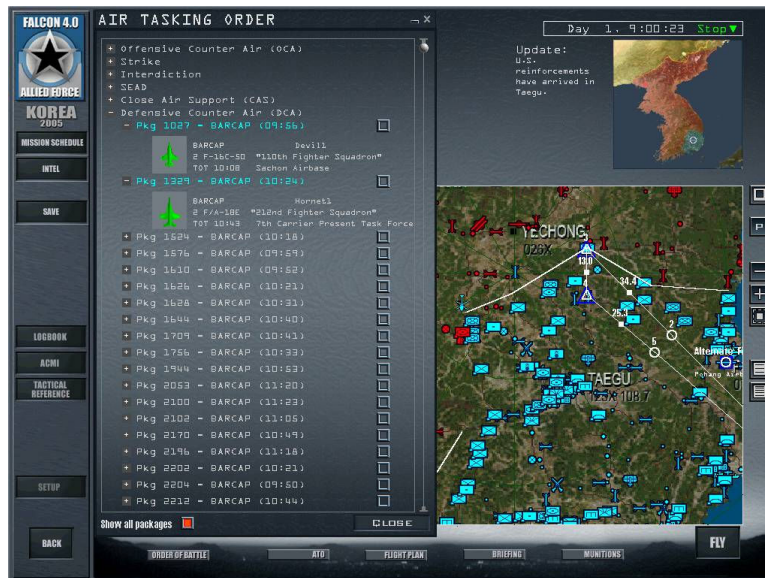 FALCON 4.0
ALLIED FORCE
KOREA
2005
MISSION SCHEDULE
INTEL
SAVE
LOGBOOK
ACMI
TACTICAL
REFERENCE
SETUP
BACK
AIR TASKING ORDER
Offensive Counter Air (OCA)
Strike
Interdiction
SEAD
Close Air Support (CAS)
Defensive Counter Air (DCA)
Pkg 1027 - BARCAP (09:56)
BARCAP Devil1
2 F-16C-50 "110th Fighter Squadron"
TOT 10:08 Sachon Airbase
Pkg 1329 - BARCAP (10:24)
BARCAP Hornet1
2 F/A-18E "212nd Fighter Squadron"
TOT 10:43 7th Carrier Present Task Force
Pkg 1524 - BARCAP (10:18)
Pkg 1576 - BARCAP (09:59)
Pkg 1610 - BARCAP (09:52)
Pkg 1626 - BARCAP (10:21)
Pkg 1628 - BARCAP (10:31)
Pkg 1644 - BARCAP (10:40)
Pkg 1709 - BARCAP (10:41)
Pkg 1756 - BARCAP (10:33)
Pkg 1944 - BARCAP (10:53)
Pkg 2053 - BARCAP (11:20)
Pkg 2100 - BARCAP (11:23)
Pkg 2102 - BARCAP (11:05)
Pkg 2170 - BARCAP (10:49)
Pkg 2196 - BARCAP (11:18)
Pkg 2202 - BARCAP (10:21)
Pkg 2204 - BARCAP (09:50)
Pkg 2212 - BARCAP (10:44)
Show all packages
CLOSE
Day 1, 9:00:23 Stop
Update:
U.S.
reinforcements
have arrived in
Taegu.
YECHONG
026X
13.0
4
34.4
25.3
2
5
Pohang
TAEGU
108.7
P
ORDER OF BATTLE
ATO
FLIGHT PLAN
BRIEFING
MUNITIONS
FLY